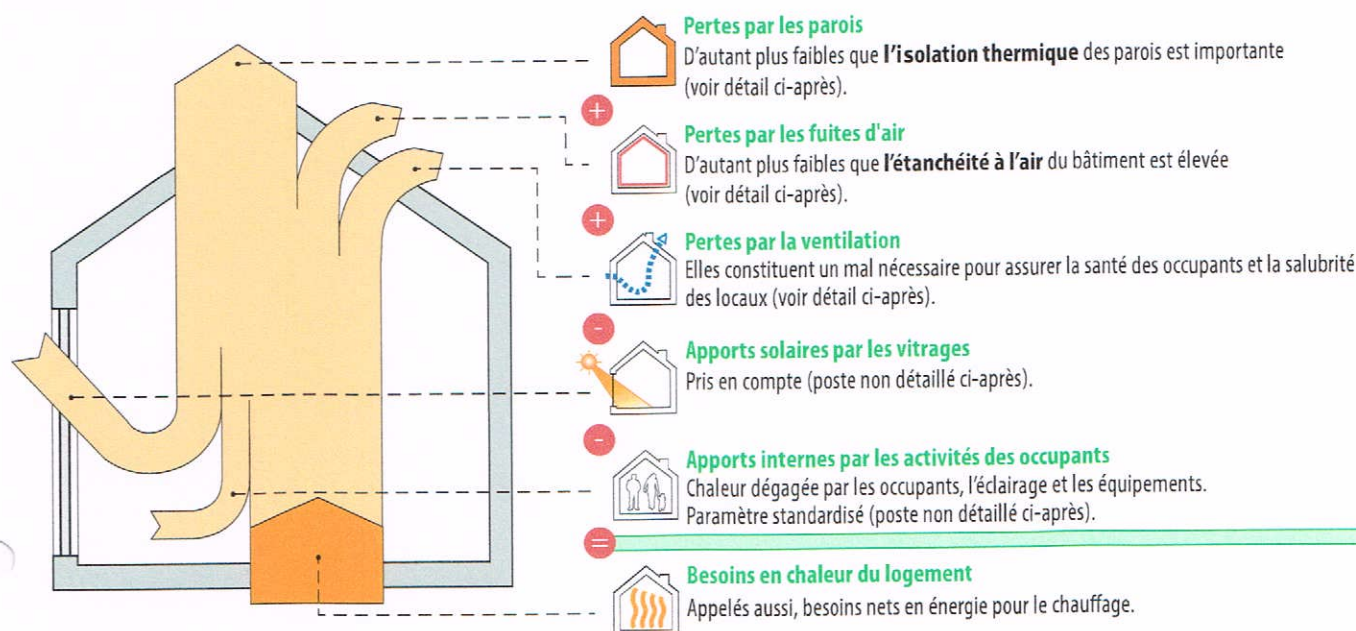 Pertes par les parois
D'autant plus faibles que l'isolation thermique des parois est importante
(voir détail ci-après).
+
Pertes par les fuites d'air
D'autant plus faibles que l'étanchéité à l'air du bâtiment est élevée
(voir détail ci-après).
+
Pertes par la ventilation
Elles constituent un mal nécessaire pour assurer la santé des occupants et la salubrité
des locaux (voir détail ci-après).
-
Apports solaires par les vitrages
Pris en compte (poste non détaillé ci-après).
-
Apports internes par les activités des occupants
Chaleur dégagée par les occupants, l'éclairage et les équipements.
Paramètre standardisé (poste non détaillé ci-après).
=
Besoins en chaleur du logement
Appelés aussi, besoins nets en énergie pour le chauffage.